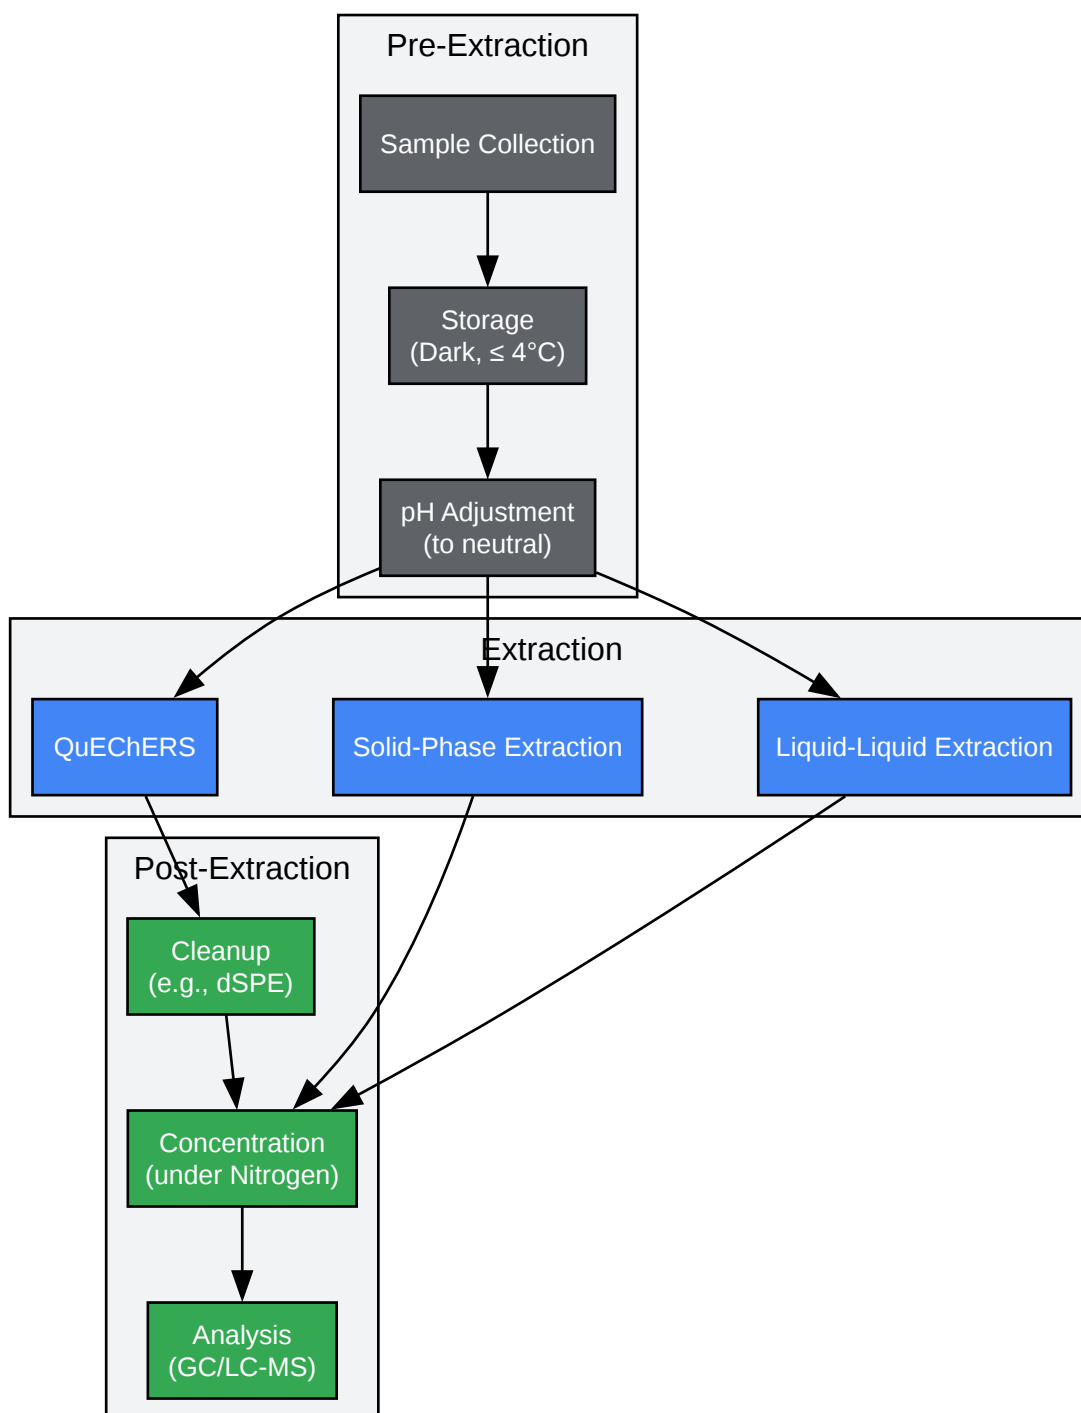 Pre-Extraction
Sample Collection
Storage
(Dark, ≤ 4°C)
pH Adjustment
(to neutral)
Extraction
QuEChERS
Solid-Phase Extraction
Liquid-Liquid Extraction
Post-Extraction
Cleanup
(e.g., dSPE)
Concentration
(under Nitrogen)
Analysis
(GC/LC-MS)